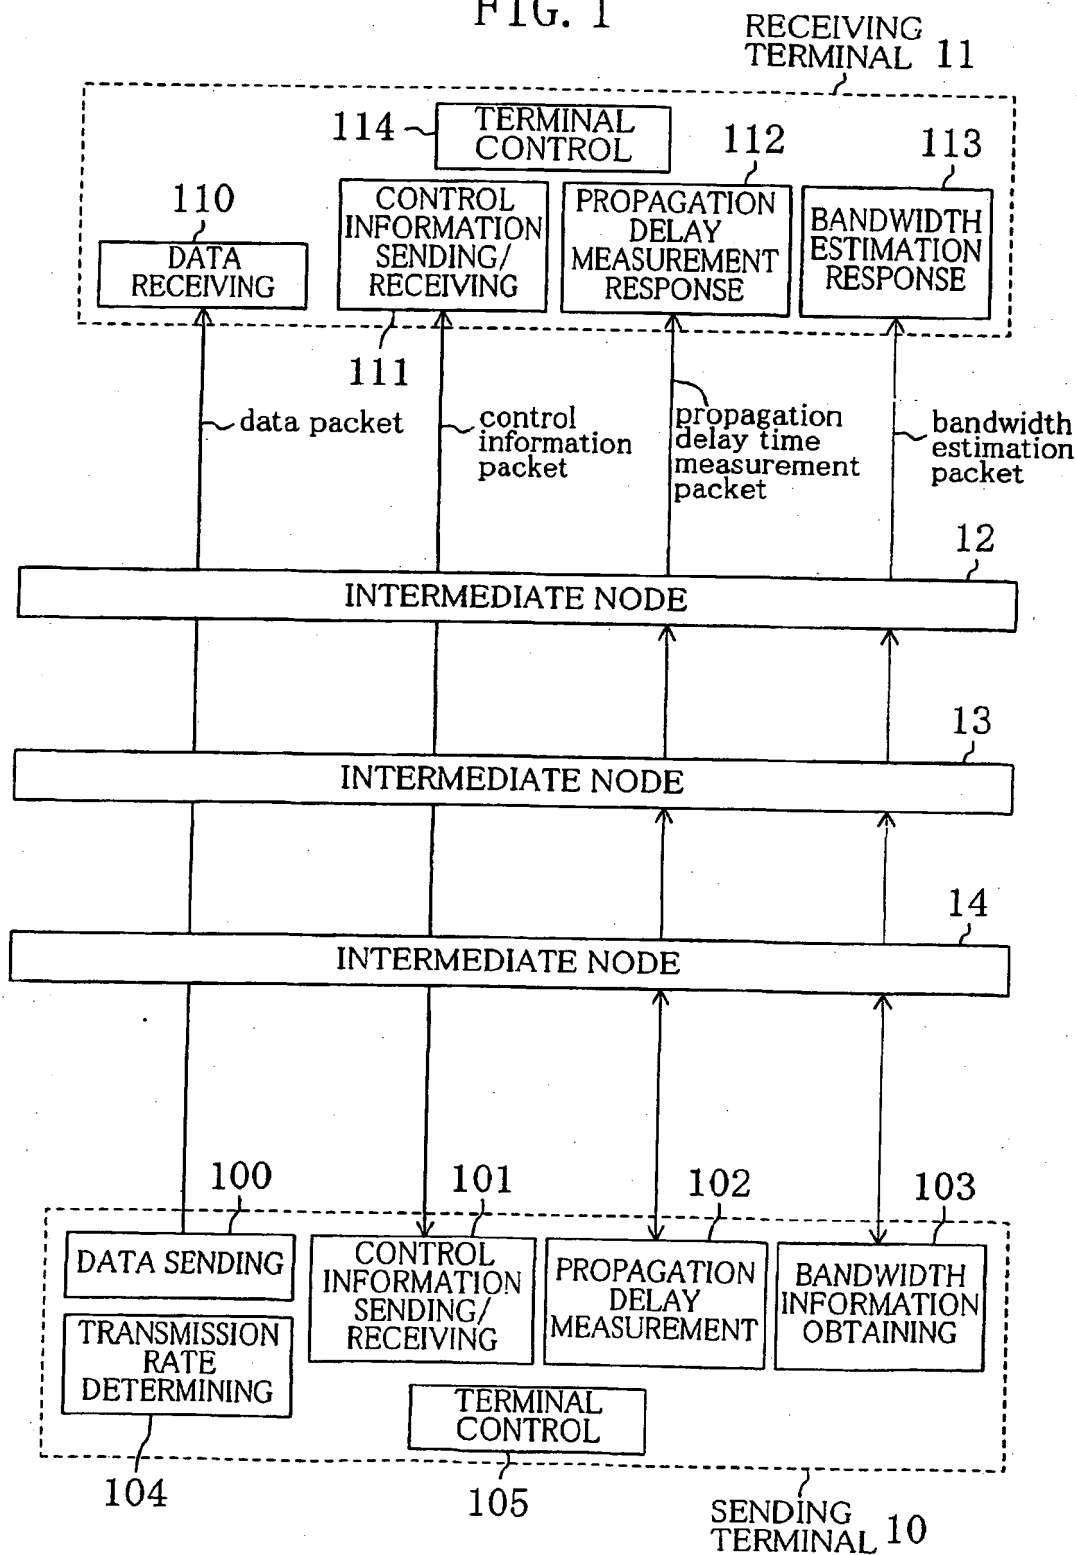 FIG. 1
RECEIVING
TERMINAL 11
114
TERMINAL
CONTROL
112
113
110
CONTROL
INFORMATION
SENDING/
RECEIVING
PROPAGATION
DELAY
MEASUREMENT
RESPONSE
BANDWIDTH
ESTIMATION
RESPONSE
DATA
RECEIVING
111
data packet
control
information
packet
propagation
delay time
measurement
packet
bandwidth
estimation
packet
12
INTERMEDIATE NODE
13
INTERMEDIATE NODE
14
INTERMEDIATE NODE
100
101
102
103
DATA SENDING
CONTROL
INFORMATION
SENDING/
RECEIVING
PROPAGATION
DELAY
MEASUREMENT
BANDWIDTH
INFORMATION
OBTAINING
TRANSMISSION
RATE
DETERMINING
TERMINAL
CONTROL
104
105
SENDING
TERMINAL 10